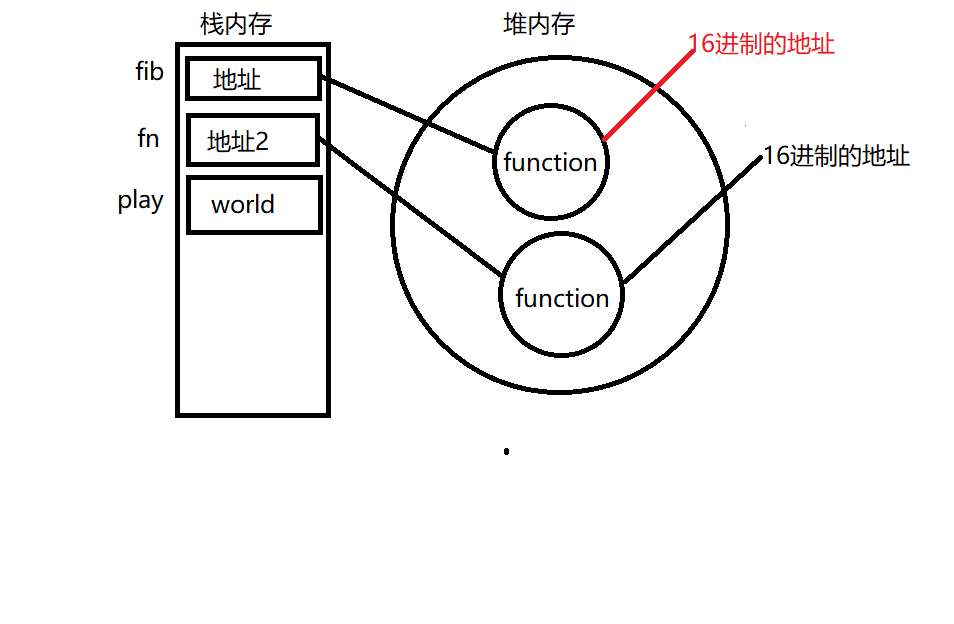 栈内存
堆内存
16进制的地址
fib
地址
fn
地址2
function
16进制的地址
play
world
function